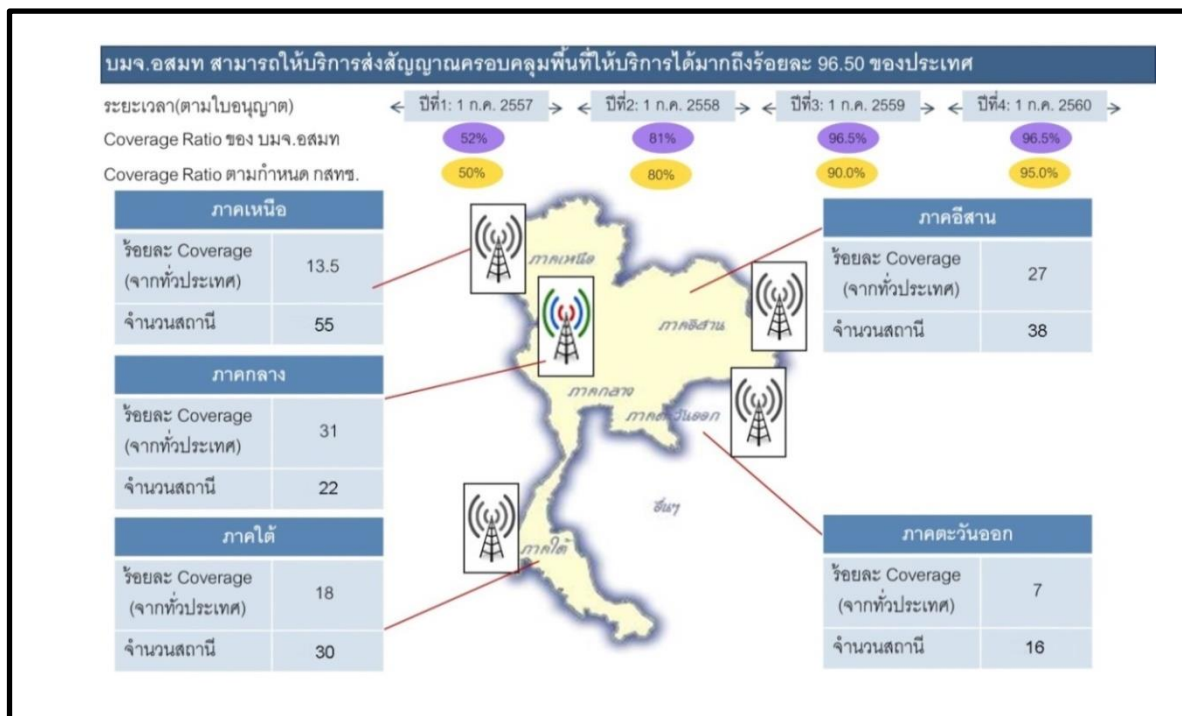 บมจ.อสมท สามารถให้บริการส่งสัญญาณครอบคลุมพื้นที่ให้บริการได้มากถึงร้อยละ 96.50 ของประเทศ
ระยะเวลา(ตามใบอนุญาต) ปีที่1: 1 ก.ค. 2557 ปีที่2: 1 ก.ค. 2558 ปีที่3: 1 ก.ค. 2559 ปีที่4: 1 ก.ค. 2560
Coverage Ratio ของ บมจ.อสมท 52% 81% 96.5% 96.5%
Coverage Ratio ตามกำหนด กสทช. 50% 80% 90.0% 95.0%
ภาคเหนือ
ร้อยละ Coverage
(จากทั่วประเทศ) 13.5
จำนวนสถานี 55
ภาคกลาง
ร้อยละ Coverage
(จากทั่วประเทศ) 31
จำนวนสถานี 22
ภาคใต้
ร้อยละ Coverage
(จากทั่วประเทศ) 18
จำนวนสถานี 30
ภาคเหนือ
ภาคอีสาน
ภาคกลาง
ภาคตะวันออก
อื่นๆ
ภาคใต้
ภาคอีสาน
ร้อยละ Coverage
(จากทั่วประเทศ) 27
จำนวนสถานี 38
ภาคตะวันออก
ร้อยละ Coverage
(จากทั่วประเทศ) 7
จำนวนสถานี 16